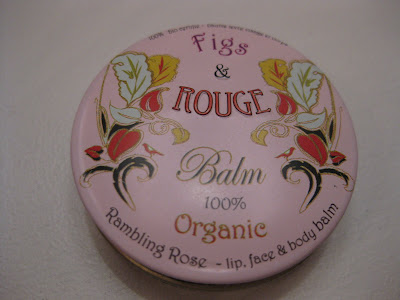 Figs
&
ROUGE
Balm
100%
Organic
Rambling Rose - lip, face & body balm